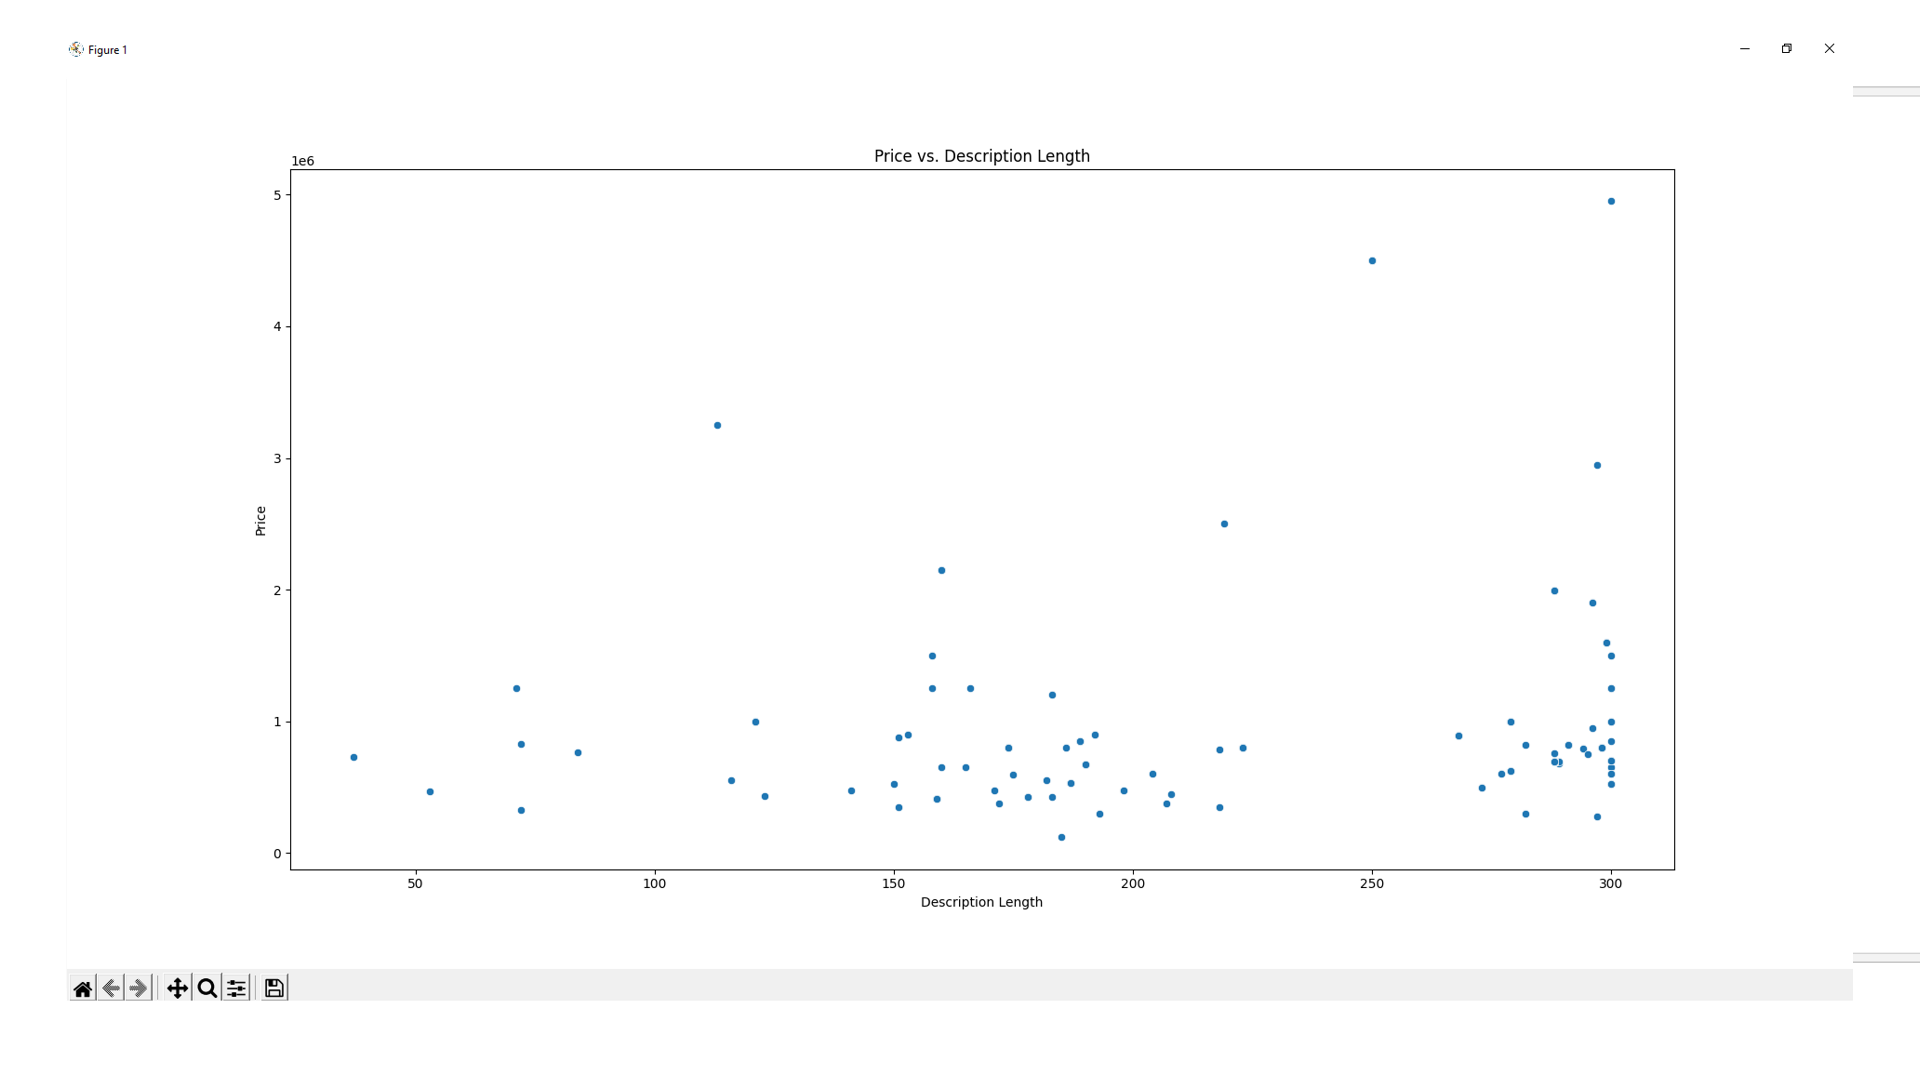 Figure 1
Price vs. Description Length
1e6
5
4
3
2
1
0
Price
50 100 150 200 250 300
Description Length